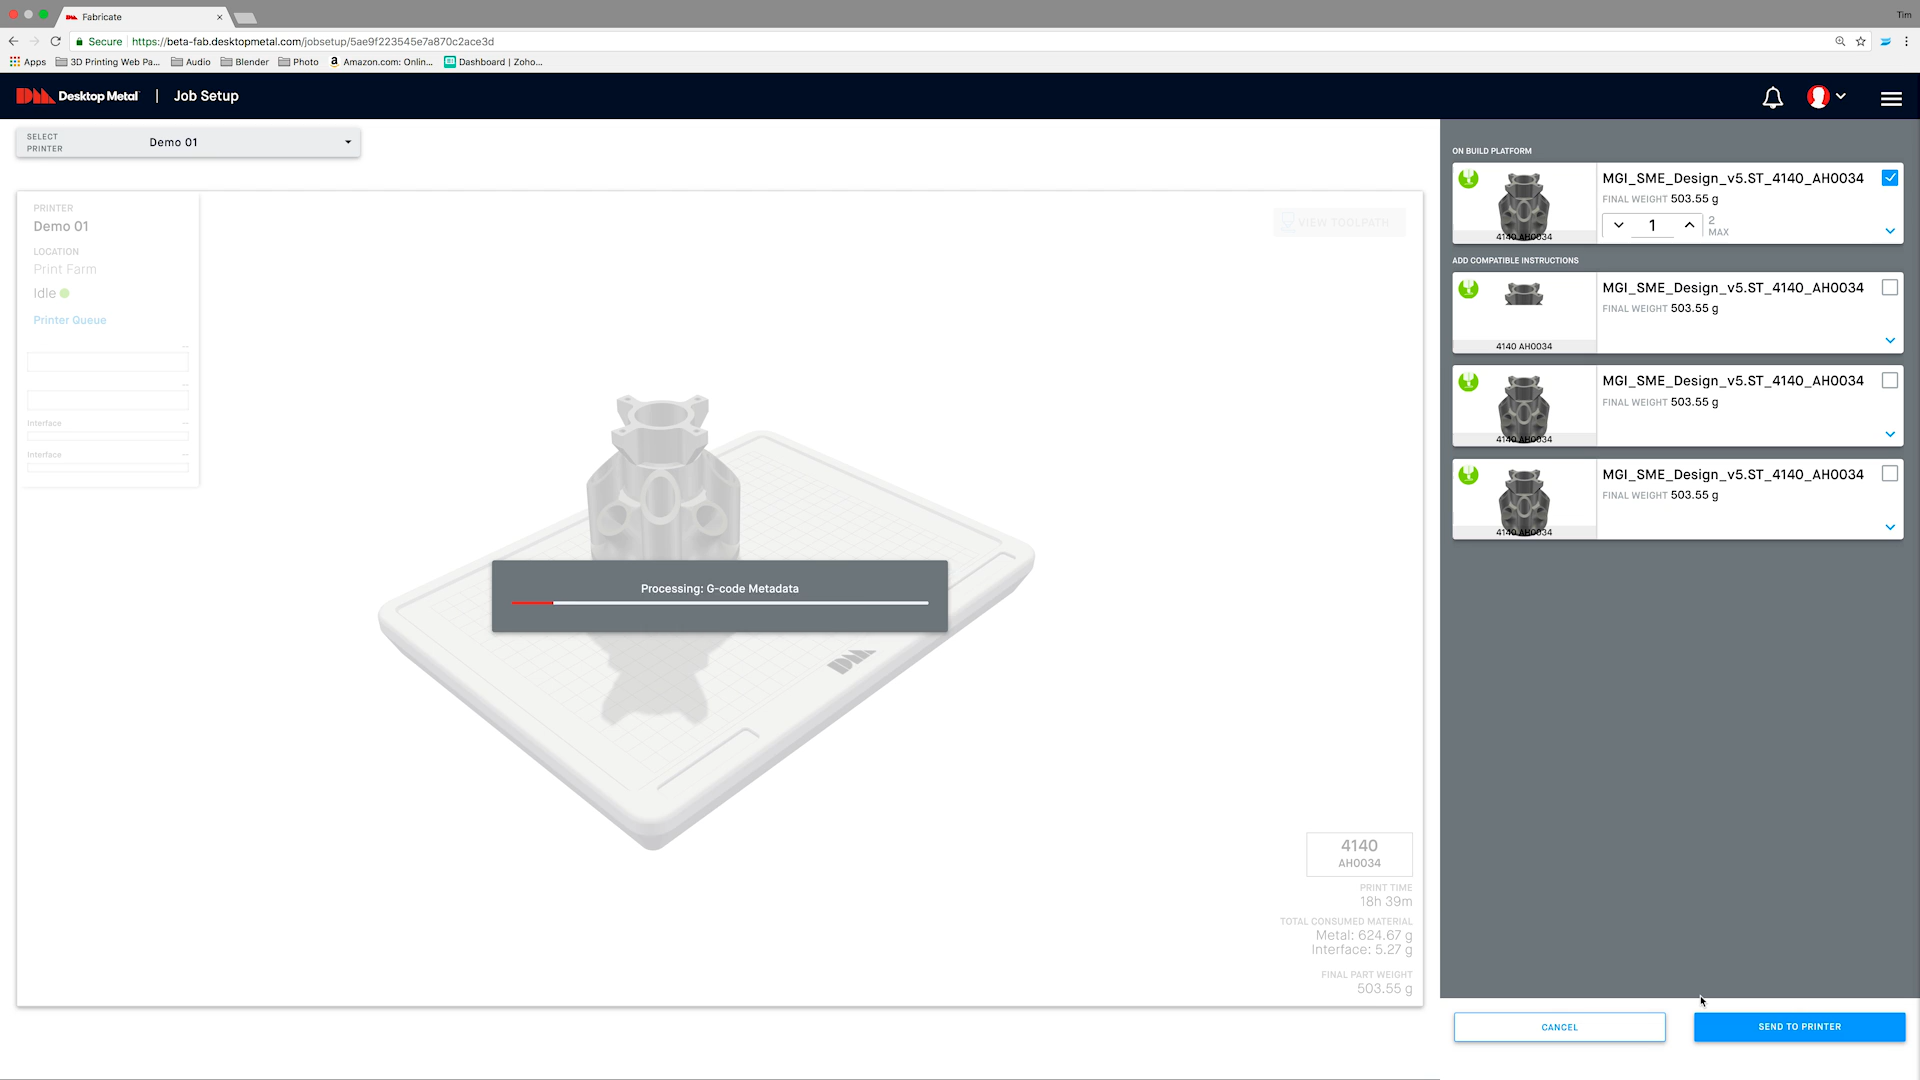 Fabricate
Tim
Secure https://beta-fab.desktopmetal.com/jobsetup/5ae9f223545e7a870c2ace3d
Apps 3D Printing Web Pa... Audio Blender Photo Amazon.com: Onlin... Dashboard | Zoho...
DM Desktop Metal | Job Setup
SELECT PRINTER Demo 01
PRINTER
Demo 01
LOCATION
Print Farm
Idle
Printer Queue
Interface
Interface
VIEW TOOLPATH
Processing: G-code Metadata
DM
4140
AH0034
PRINT TIME
18h 39m
TOTAL CONSUMED MATERIAL
Metal: 624.67 g
Interface: 5.27 g
FINAL PART WEIGHT
503.55 g
ON BUILD PLATFORM
MGI_SME_Design_v5.ST_4140_AH0034
FINAL WEIGHT 503.55 g
1
2
MAX
4140 AH0034
ADD COMPATIBLE INSTRUCTIONS
MGI_SME_Design_v5.ST_4140_AH0034
FINAL WEIGHT 503.55 g
4140 AH0034
MGI_SME_Design_v5.ST_4140_AH0034
FINAL WEIGHT 503.55 g
4140 AH0034
MGI_SME_Design_v5.ST_4140_AH0034
FINAL WEIGHT 503.55 g
4140 AH0034
CANCEL
SEND TO PRINTER